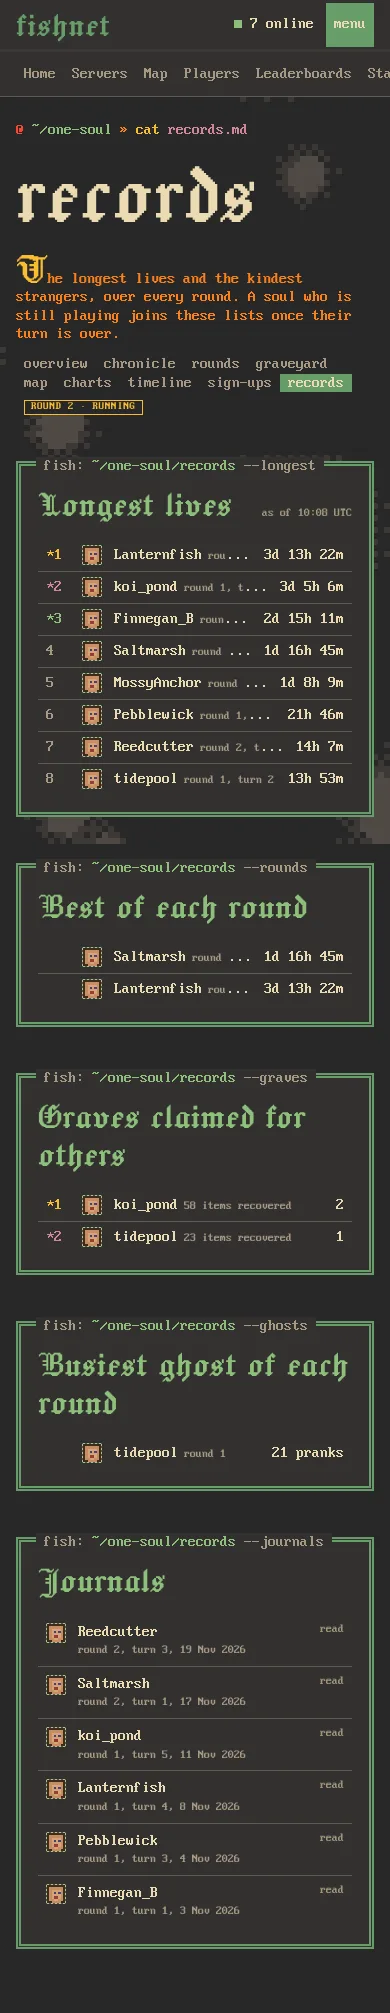 fishnet
7 online
menu
Home Servers Map Players Leaderboards Sta
@ ~/one-soul » cat records.md
records
The longest lives and the kindest
strangers, over every round. A soul who is
still playing joins these lists once their
turn is over.
overview chronicle rounds graveyard
map charts timeline sign-ups records
ROUND 2 · RUNNING
fish: ~/one-soul/records --longest
Longest lives as of 10:08 UTC
*1 Lanternfish rou... 3d 13h 22m
*2 koi_pond round 1, t... 3d 5h 6m
*3 Finnegan_B roun... 2d 15h 11m
4 Saltmarsh round ... 1d 16h 45m
5 MossyAnchor round ... 1d 8h 9m
6 Pebblewick round 1,... 21h 46m
7 Reedcutter round 2, t... 14h 7m
8 tidepool round 1, turn 2 13h 53m
fish: ~/one-soul/records --rounds
Best of each round
Saltmarsh round ... 1d 16h 45m
Lanternfish rou... 3d 13h 22m
fish: ~/one-soul/records --graves
Graves claimed for
others
*1 koi_pond 58 items recovered 2
*2 tidepool 23 items recovered 1
fish: ~/one-soul/records --ghosts
Busiest ghost of each
round
tidepool round 1 21 pranks
fish: ~/one-soul/records --journals
Journals
Reedcutter read
round 2, turn 3, 19 Nov 2026
Saltmarsh read
round 2, turn 1, 17 Nov 2026
koi_pond read
round 1, turn 5, 11 Nov 2026
Lanternfish read
round 1, turn 4, 8 Nov 2026
Pebblewick read
round 1, turn 3, 4 Nov 2026
Finnegan_B read
round 1, turn 1, 3 Nov 2026